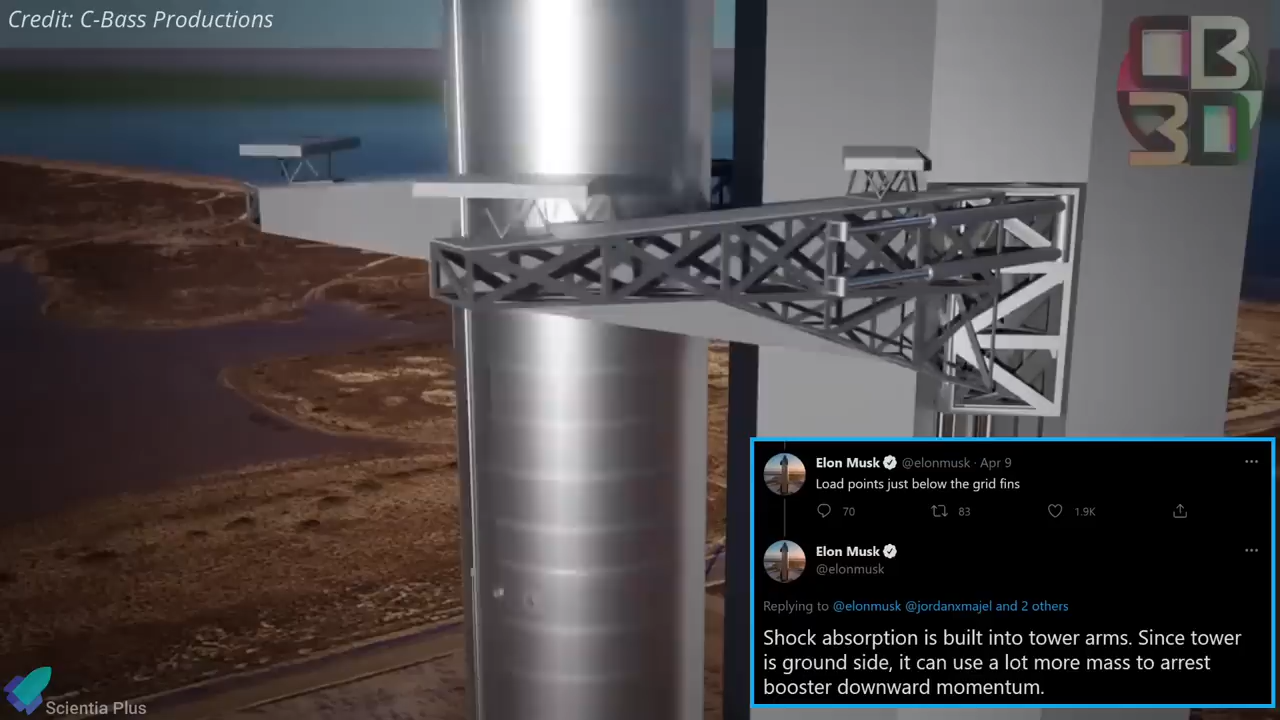 Credit: C-Bass Productions
CB
3D
Elon Musk @elonmusk · Apr 9
Load points just below the grid fins
70 83 1.9K
Elon Musk
@elonmusk
Replying to @elonmusk @jordanxmajel and 2 others
Shock absorption is built into tower arms. Since tower
is ground side, it can use a lot more mass to arrest
booster downward momentum.
Scientia Plus